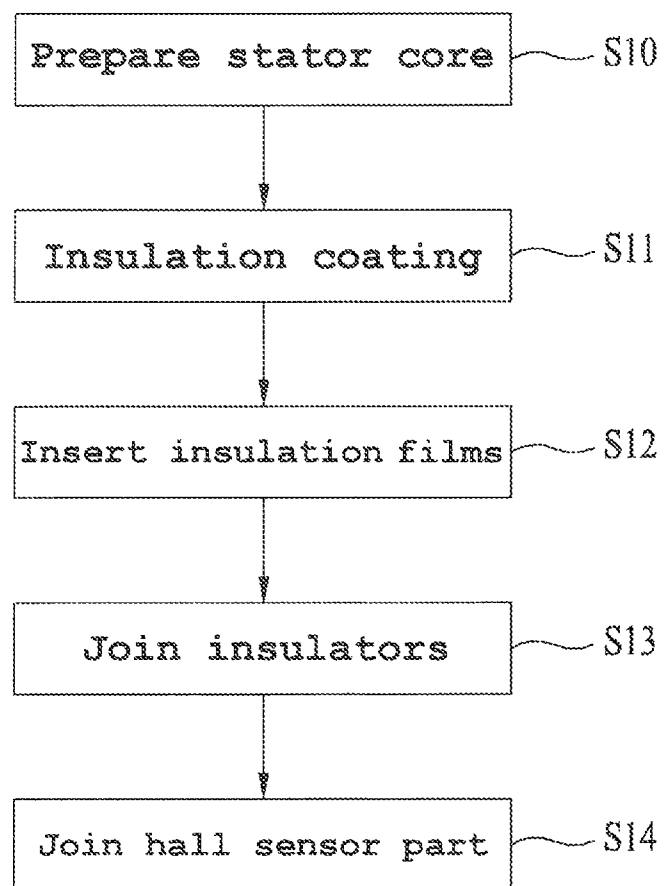 Prepare stator core S10
Insulation coating S11
Insert insulation films S12
Join insulators S13
Join hall sensor part S14